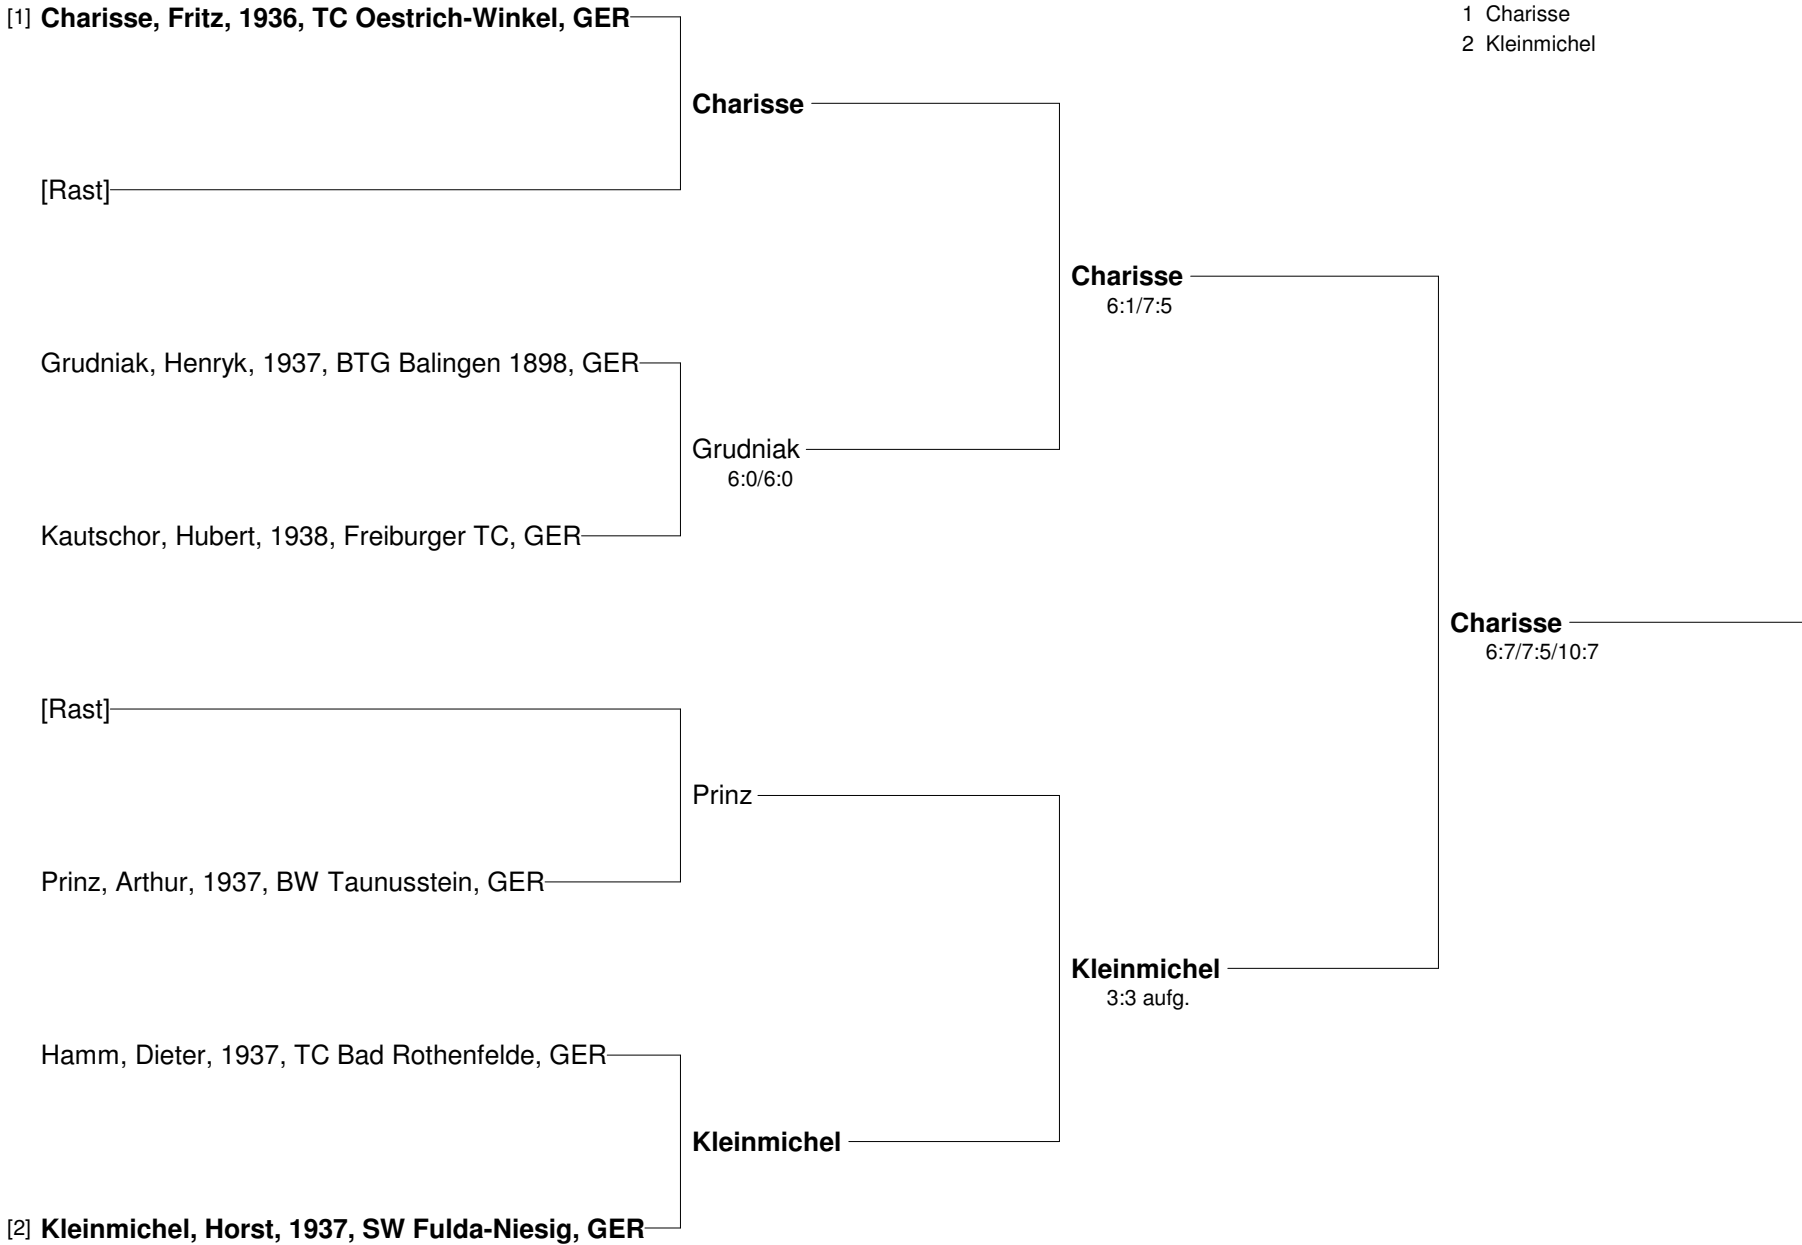 [1] Charisse, Fritz, 1936, TC Oestrich-Winkel, GER
1 Charisse
2 Kleinmichel
Charisse
[Rast]
Charisse
6:1/7:5
Grudniak, Henryk, 1937, BTG Balingen 1898, GER
Grudniak
6:0/6:0
Kautschor, Hubert, 1938, Freiburger TC, GER
Charisse
6:7/7:5/10:7
[Rast]
Prinz
Prinz, Arthur, 1937, BW Taunusstein, GER
Kleinmichel
3:3 aufg.
Hamm, Dieter, 1937, TC Bad Rothenfelde, GER
Kleinmichel
[2] Kleinmichel, Horst, 1937, SW Fulda-Niesig, GER